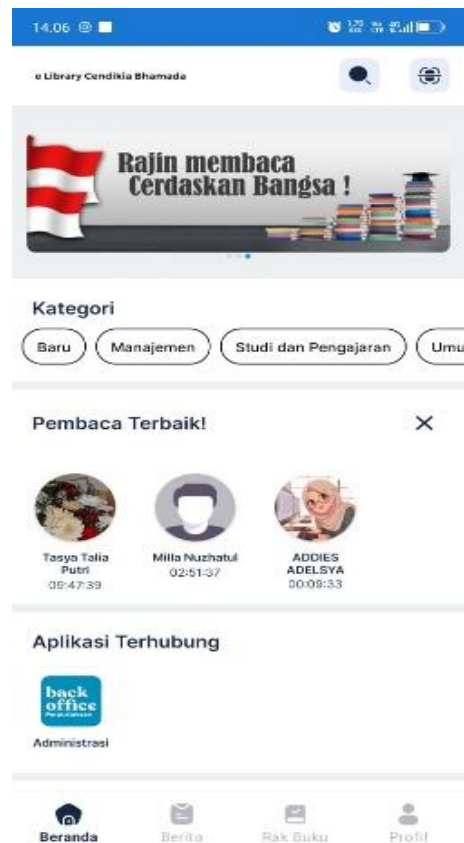 14.06
e Library Cendikia Bhamada
Rajin membaca
Cerdaskan Bangsa !
Kategori
Baru
Manajemen
Studi dan Pengajaran
Umu
Pembaca Terbaik!
Tasya Talia
Putri
Milla Nuzhatul
02:51:37
ADDIES
ADELSYA
00:09:33
Aplikasi Terhubung
back
office
Administrasi
Beranda
Berita
Rak Buku
Profil